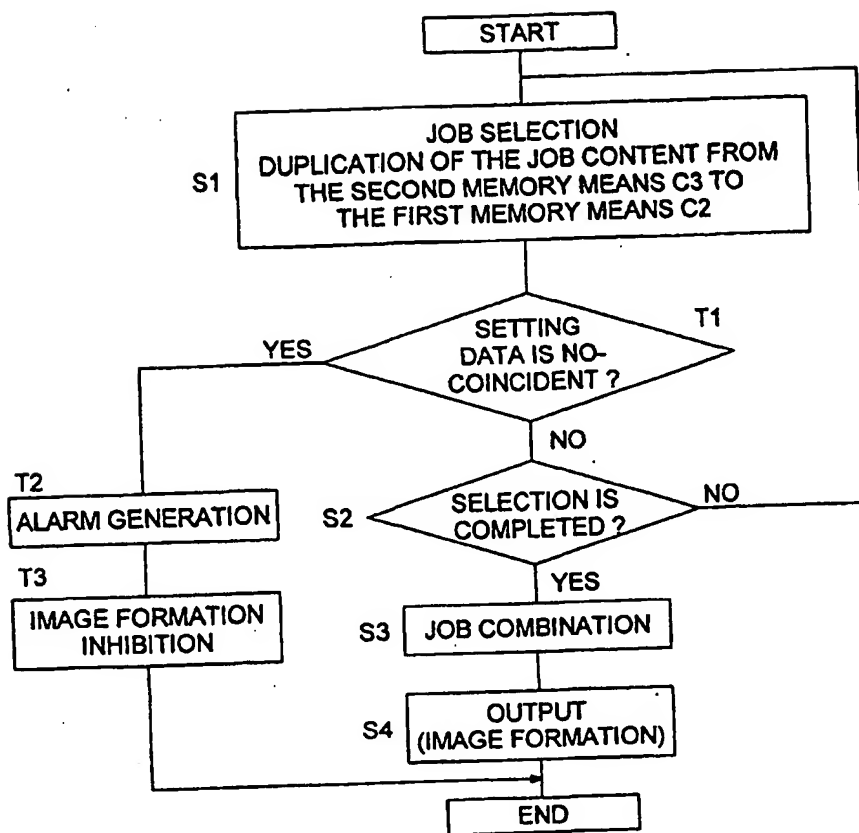 START
S1
JOB SELECTION
DUPLICATION OF THE JOB CONTENT FROM
THE SECOND MEMORY MEANS C3 TO
THE FIRST MEMORY MEANS C2
T1
SETTING
DATA IS NO-
COINCIDENT ?
YES
NO
T2
ALARM GENERATION
S2
SELECTION IS
COMPLETED ?
NO
YES
T3
IMAGE FORMATION
INHIBITION
S3
JOB COMBINATION
S4
OUTPUT
(IMAGE FORMATION)
END